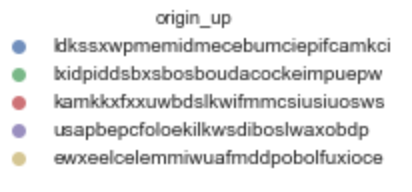 origin_up
ldkssxwpmemidmecebumciepifcamkci
lxidpiddsbxsbosboudacockeimpuepw
kamkkxfxxuwbdslkwifmmcsiusiuosws
usapbepcfoloekilkwsdiboslwaxobdp
ewxeelcelemmiwuafmddpobolfuxioce